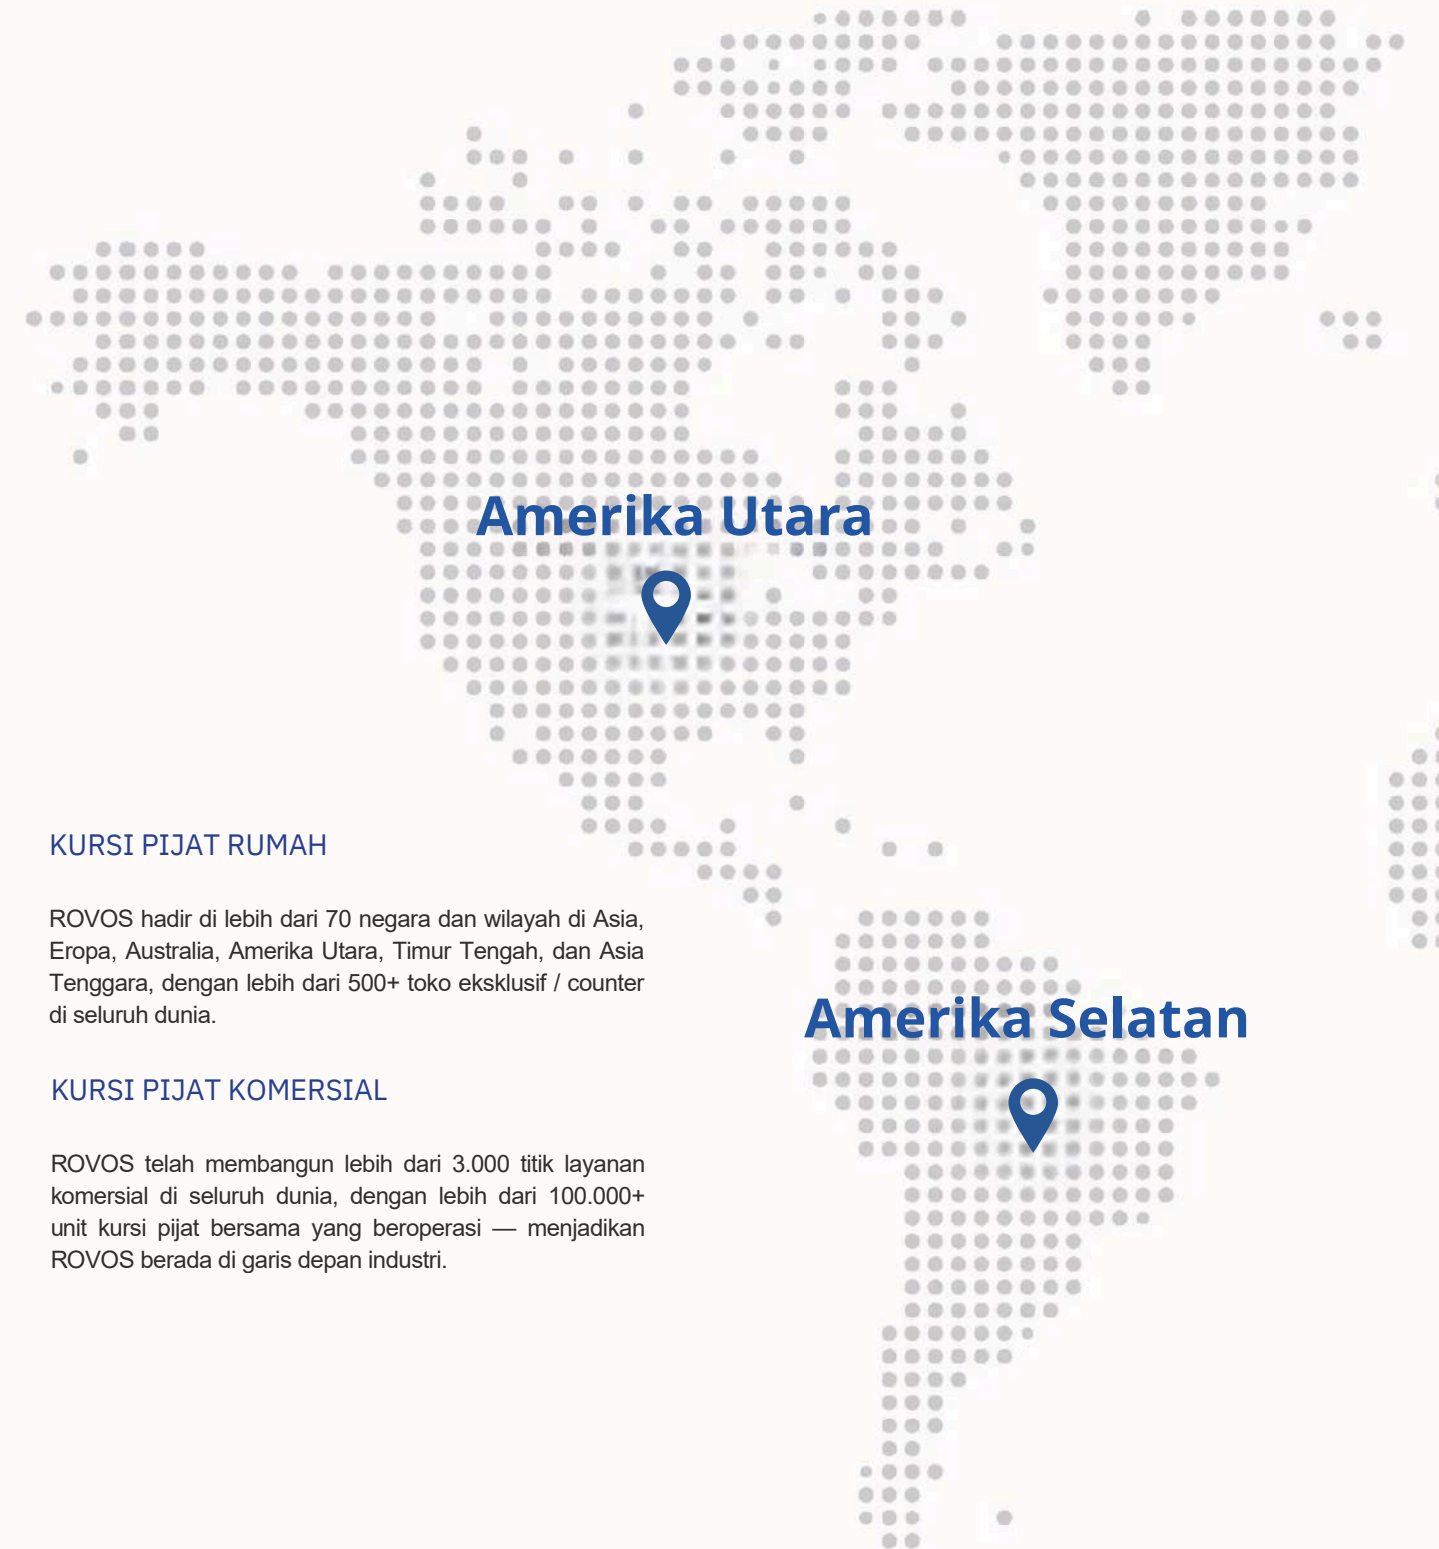 Amerika Utara
KURSI PIJAT RUMAH
ROVOS hadir di lebih dari 70 negara dan wilayah di Asia,
Eropa, Australia, Amerika Utara, Timur Tengah, dan Asia
Tenggara, dengan lebih dari 500+ toko eksklusif / counter
di seluruh dunia.
Amerika Selatan
KURSI PIJAT KOMERSIAL
ROVOS telah membangun lebih dari 3.000 titik layanan
komersial di seluruh dunia, dengan lebih dari 100.000+
unit kursi pijat bersama yang beroperasi — menjadikan
ROVOS berada di garis depan industri.